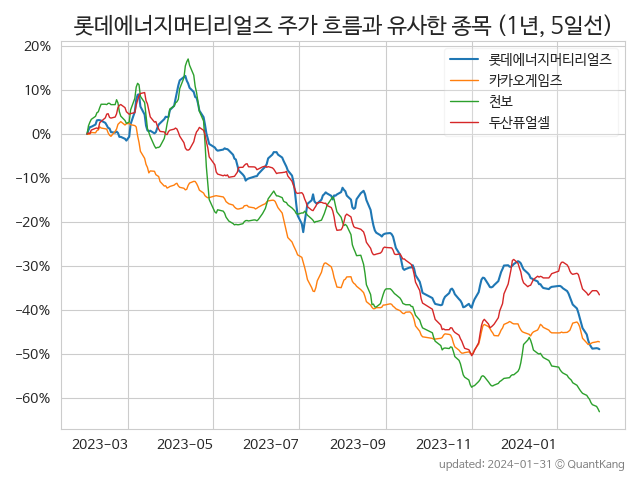 롯데에너지머티리얼즈 주가 흐름과 유사한 종목 (1년, 5일선)
20%
10%
0%
−10%
−20%
−30%
−40%
−50%
−60%
롯데에너지머티리얼즈
카카오게임즈
천보
두산퓨얼셀
2023-03 2023-05 2023-07 2023-09 2023-11 2024-01
updated: 2024-01-31 © QuantKang